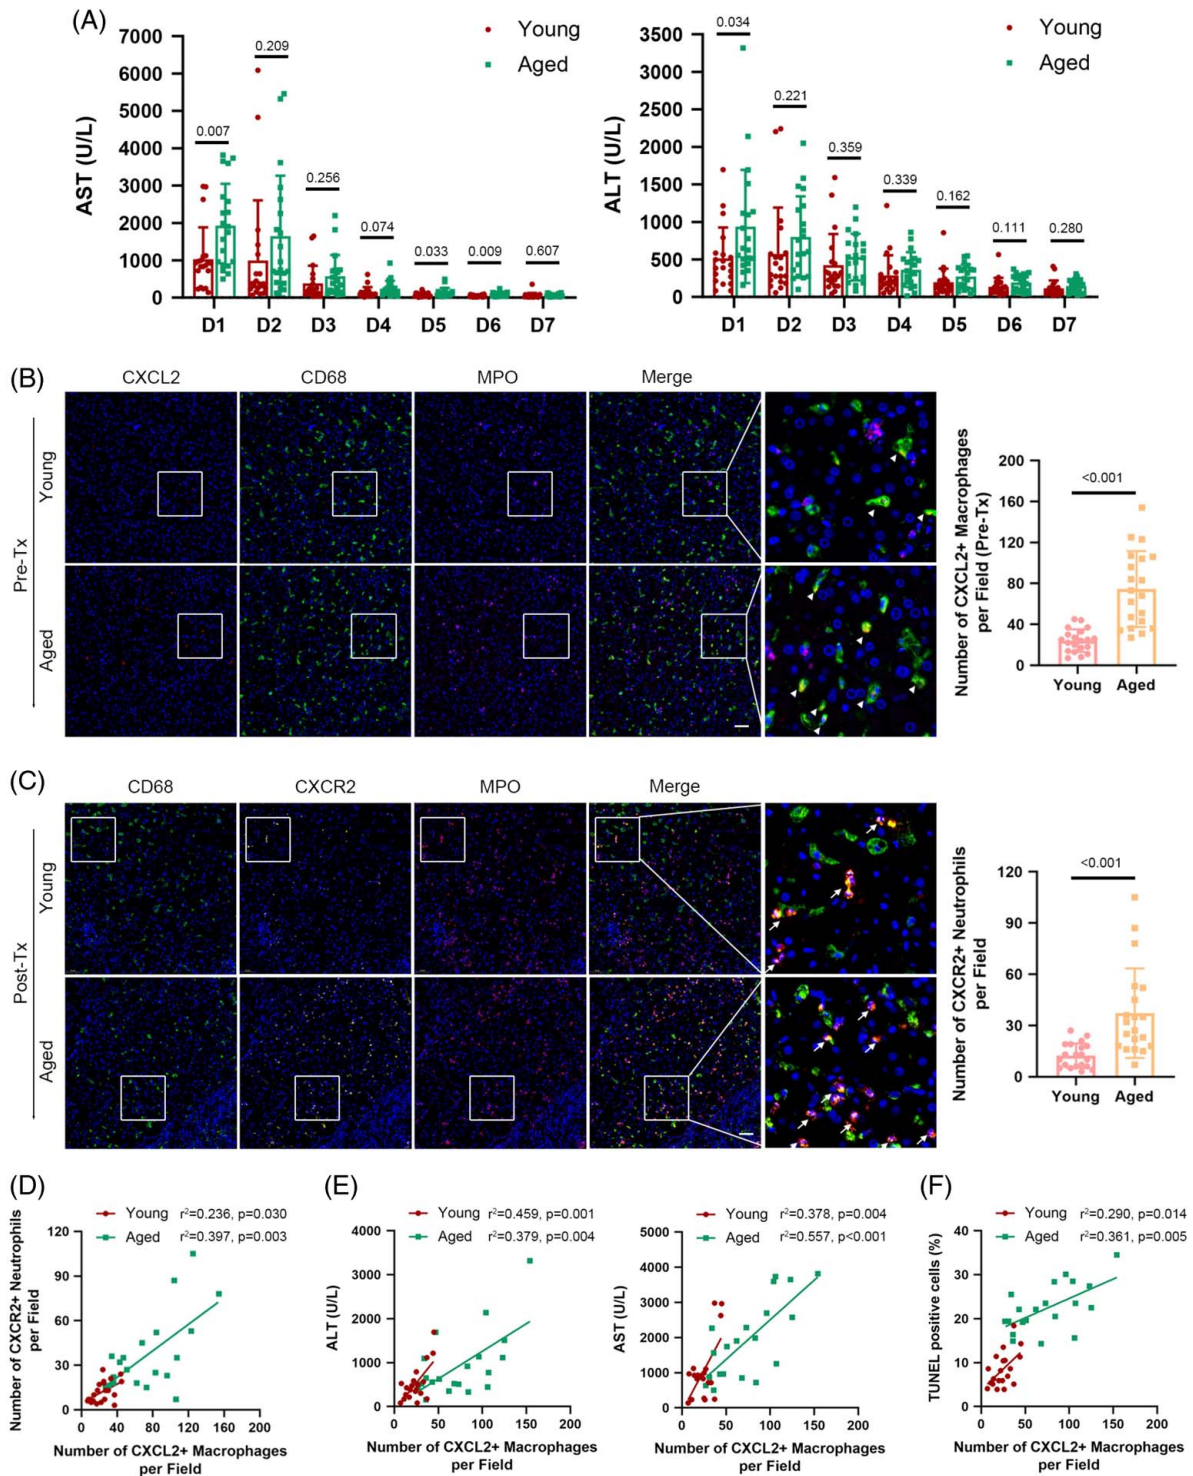 (A)
7000
6000
5000
4000
3000
2000
1000
0
AST (U/L)
Young
Aged
0.007
0.209
0.256
0.074
0.033
0.009
0.607
D1 D2 D3 D4 D5 D6 D7
3500
3000
2500
2000
1500
1000
500
0
ALT (U/L)
Young
Aged
0.034
0.221
0.359
0.339
0.162
0.111
0.280
D1 D2 D3 D4 D5 D6 D7
(B)
CXCL2 CD68 MPO Merge
Pre-Tx
Young
Aged
Number of CXCL2+ Macrophages
per Field (Pre-Tx)
200
160
120
80
40
0
<0.001
Young Aged
(C)
CD68 CXCR2 MPO Merge
Post-Tx
Young
Aged
Number of CXCR2+ Neutrophils
per Field
120
90
60
30
0
<0.001
Young Aged
(D)
Young r²=0.236, p=0.030
Aged r²=0.397, p=0.003
Number of CXCR2+ Neutrophils
per Field
120
90
60
30
0
0 40 80 120 160 200
Number of CXCL2+ Macrophages
per Field
(E)
Young r²=0.459, p=0.001
Aged r²=0.379, p=0.004
ALT (U/L)
4000
3000
2000
1000
0
0 50 100 150 200
Number of CXCL2+ Macrophages
per Field
Young r²=0.378, p=0.004
Aged r²=0.557, p<0.001
AST (U/L)
5000
4000
3000
2000
1000
0
0 50 100 150 200
Number of CXCL2+ Macrophages
per Field
(F)
Young r²=0.290, p=0.014
Aged r²=0.361, p=0.005
TUNEL positive cells (%)
40
30
20
10
0
0 50 100 150 200
Number of CXCL2+ Macrophages
per Field